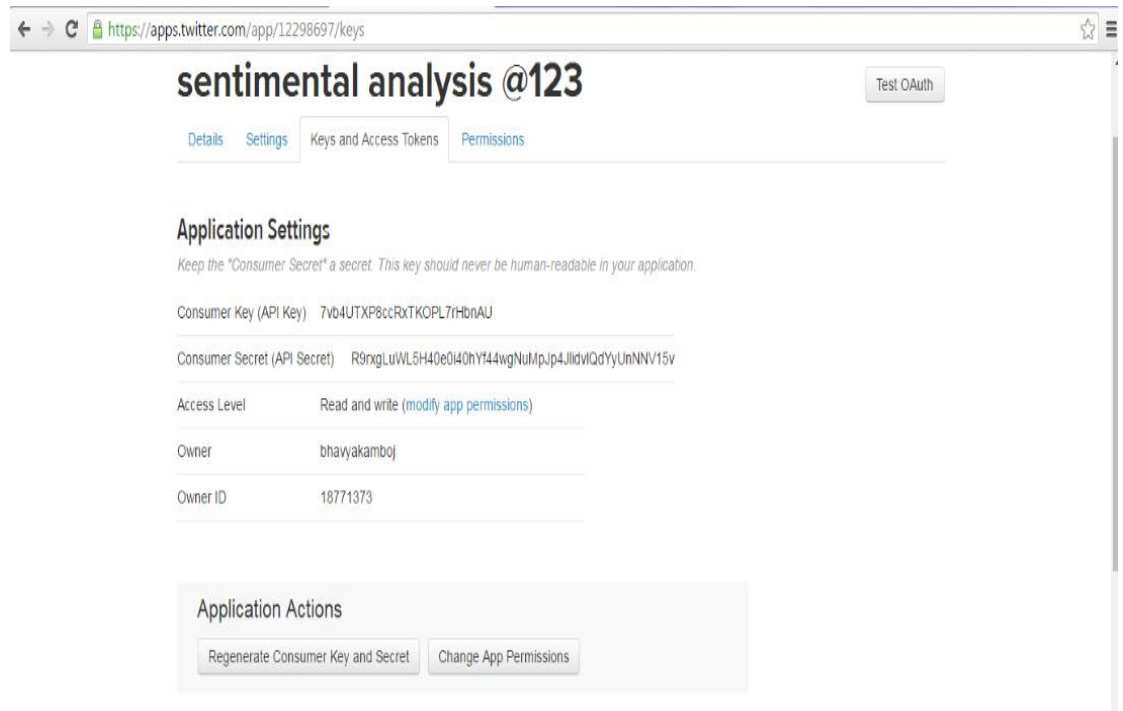 https://apps.twitter.com/app/12298697/keys
sentimental analysis @123
Test OAuth
Details Settings Keys and Access Tokens Permissions
Application Settings
Keep the "Consumer Secret" a secret. This key should never be human-readable in your application.
Consumer Key (API Key) 7vb4UTXP8ccRxTKOPL7rHbnAU
Consumer Secret (API Secret)
Access Level Read and write (modify app permissions)
Owner bhavyakamboj
Owner ID 18771373
Application Actions
Regenerate Consumer Key and Secret Change App Permissions